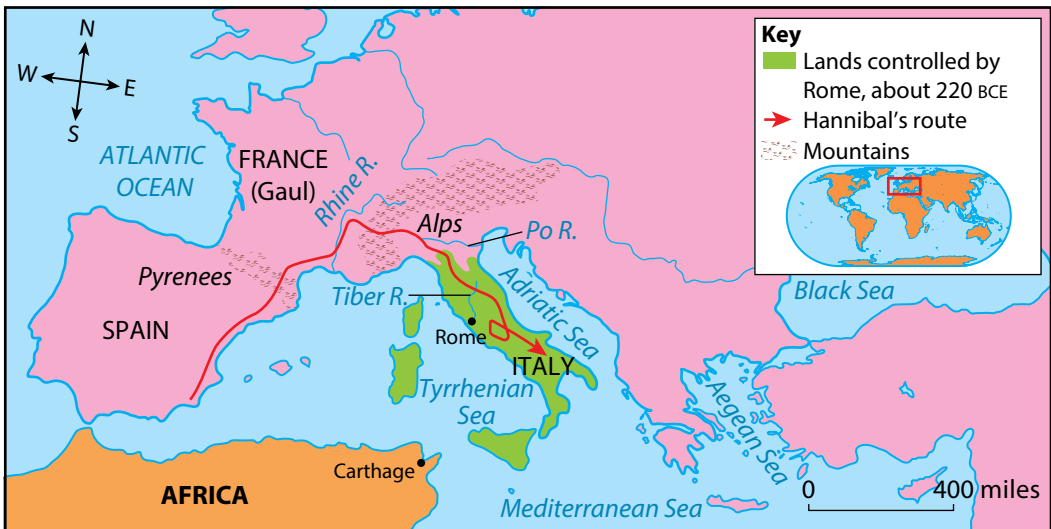 N
W
E
S
ATLANTIC
OCEAN
FRANCE
(Gaul)
Rhine R.
Alps
Po R.
Pyrenees
Tiber R.
Adriatic Sea
Black Sea
SPAIN
Rome
ITALY
Tyrrhenian
Sea
Aegean Sea
Carthage
AFRICA
Mediterranean Sea
0
400 miles
Key
Lands controlled by
Rome, about 220 BCE
Hannibal's route
Mountains